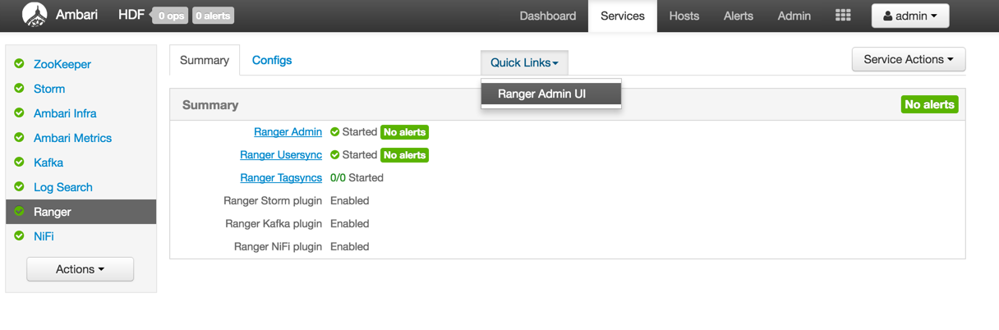 Ambari HDF 0 ops 0 alerts Dashboard Services Hosts Alerts Admin admin
ZooKeeper
Storm
Ambari Infra
Ambari Metrics
Kafka
Log Search
Ranger
NiFi
Actions
Summary Configs Quick Links Service Actions
Ranger Admin UI
Summary No alerts
Ranger Admin Started No alerts
Ranger Usersync Started No alerts
Ranger Tagsyncs 0/0 Started
Ranger Storm plugin Enabled
Ranger Kafka plugin Enabled
Ranger NiFi plugin Enabled